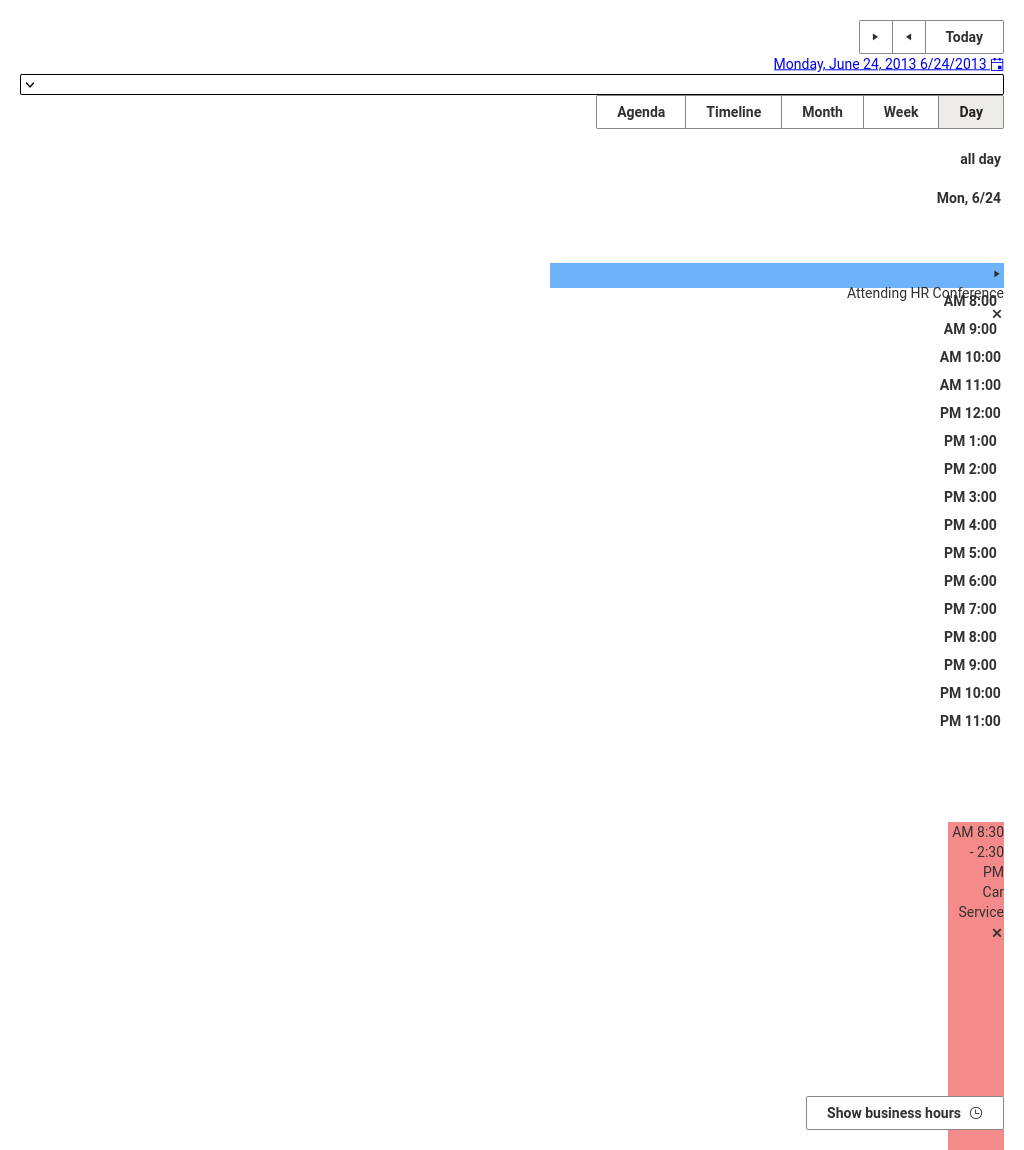 Today
Monday, June 24, 2013 6/24/2013
Agenda Timeline Month Week Day
all day
Mon, 6/24
Attending HR Conference
AM 8:00
AM 9:00
AM 10:00
AM 11:00
PM 12:00
PM 1:00
PM 2:00
PM 3:00
PM 4:00
PM 5:00
PM 6:00
PM 7:00
PM 8:00
PM 9:00
PM 10:00
PM 11:00
AM 8:30
- 2:30
PM
Car
Service
Show business hours